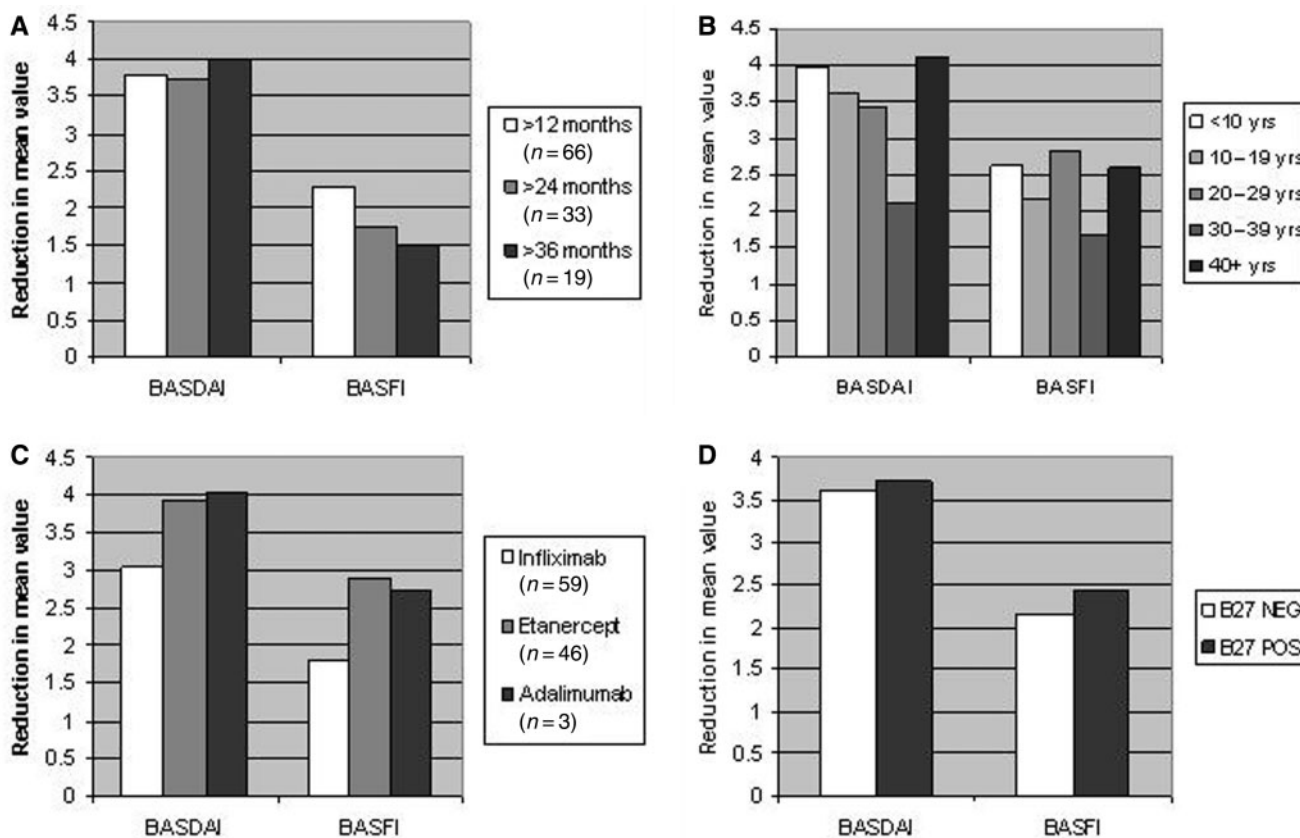 A
Reduction in mean value
4.5
4
3.5
3
2.5
2
1.5
1
0.5
0
BASDAI
BASFI
>12 months
(n=66)
>24 months
(n=33)
>36 months
(n=19)
B
Reduction in mean value
4.5
4
3.5
3
2.5
2
1.5
1
0.5
0
BASDAI
BASFI
<10 yrs
10–19 yrs
20–29 yrs
30–39 yrs
40+ yrs
C
Reduction in mean value
4.5
4
3.5
3
2.5
2
1.5
1
0.5
0
BASDAI
BASFI
Infliximab
(n=59)
Etanercept
(n=46)
Adalimumab
(n=3)
D
Reduction in mean value
4
3.5
3
2.5
2
1.5
1
0.5
0
BASDAI
BASFI
B27 NEG
B27 POS